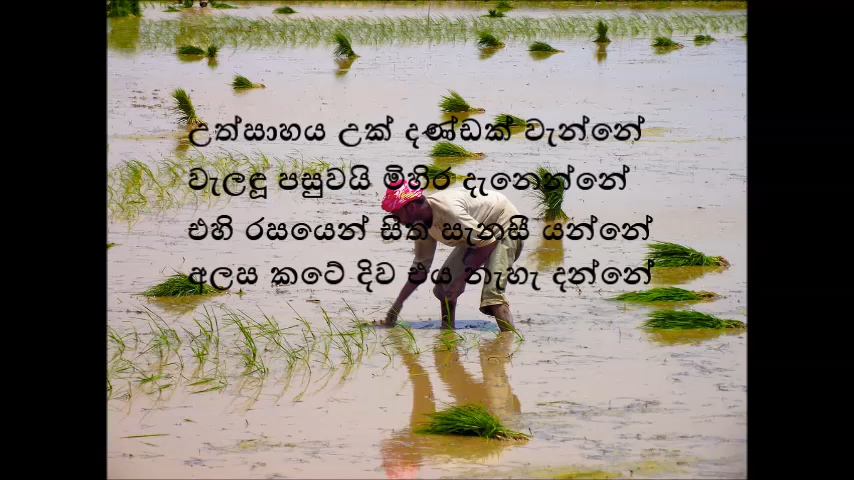 උත්සාහය උක් දණ්ඩක් වැන්නේ
වැලඳූ පසුවයි මිහිර දැනෙන්නේ
එහි රසයෙන් සිත සැනසී යන්නේ
අලස කටේ දිව එය නැහැ දන්නේ